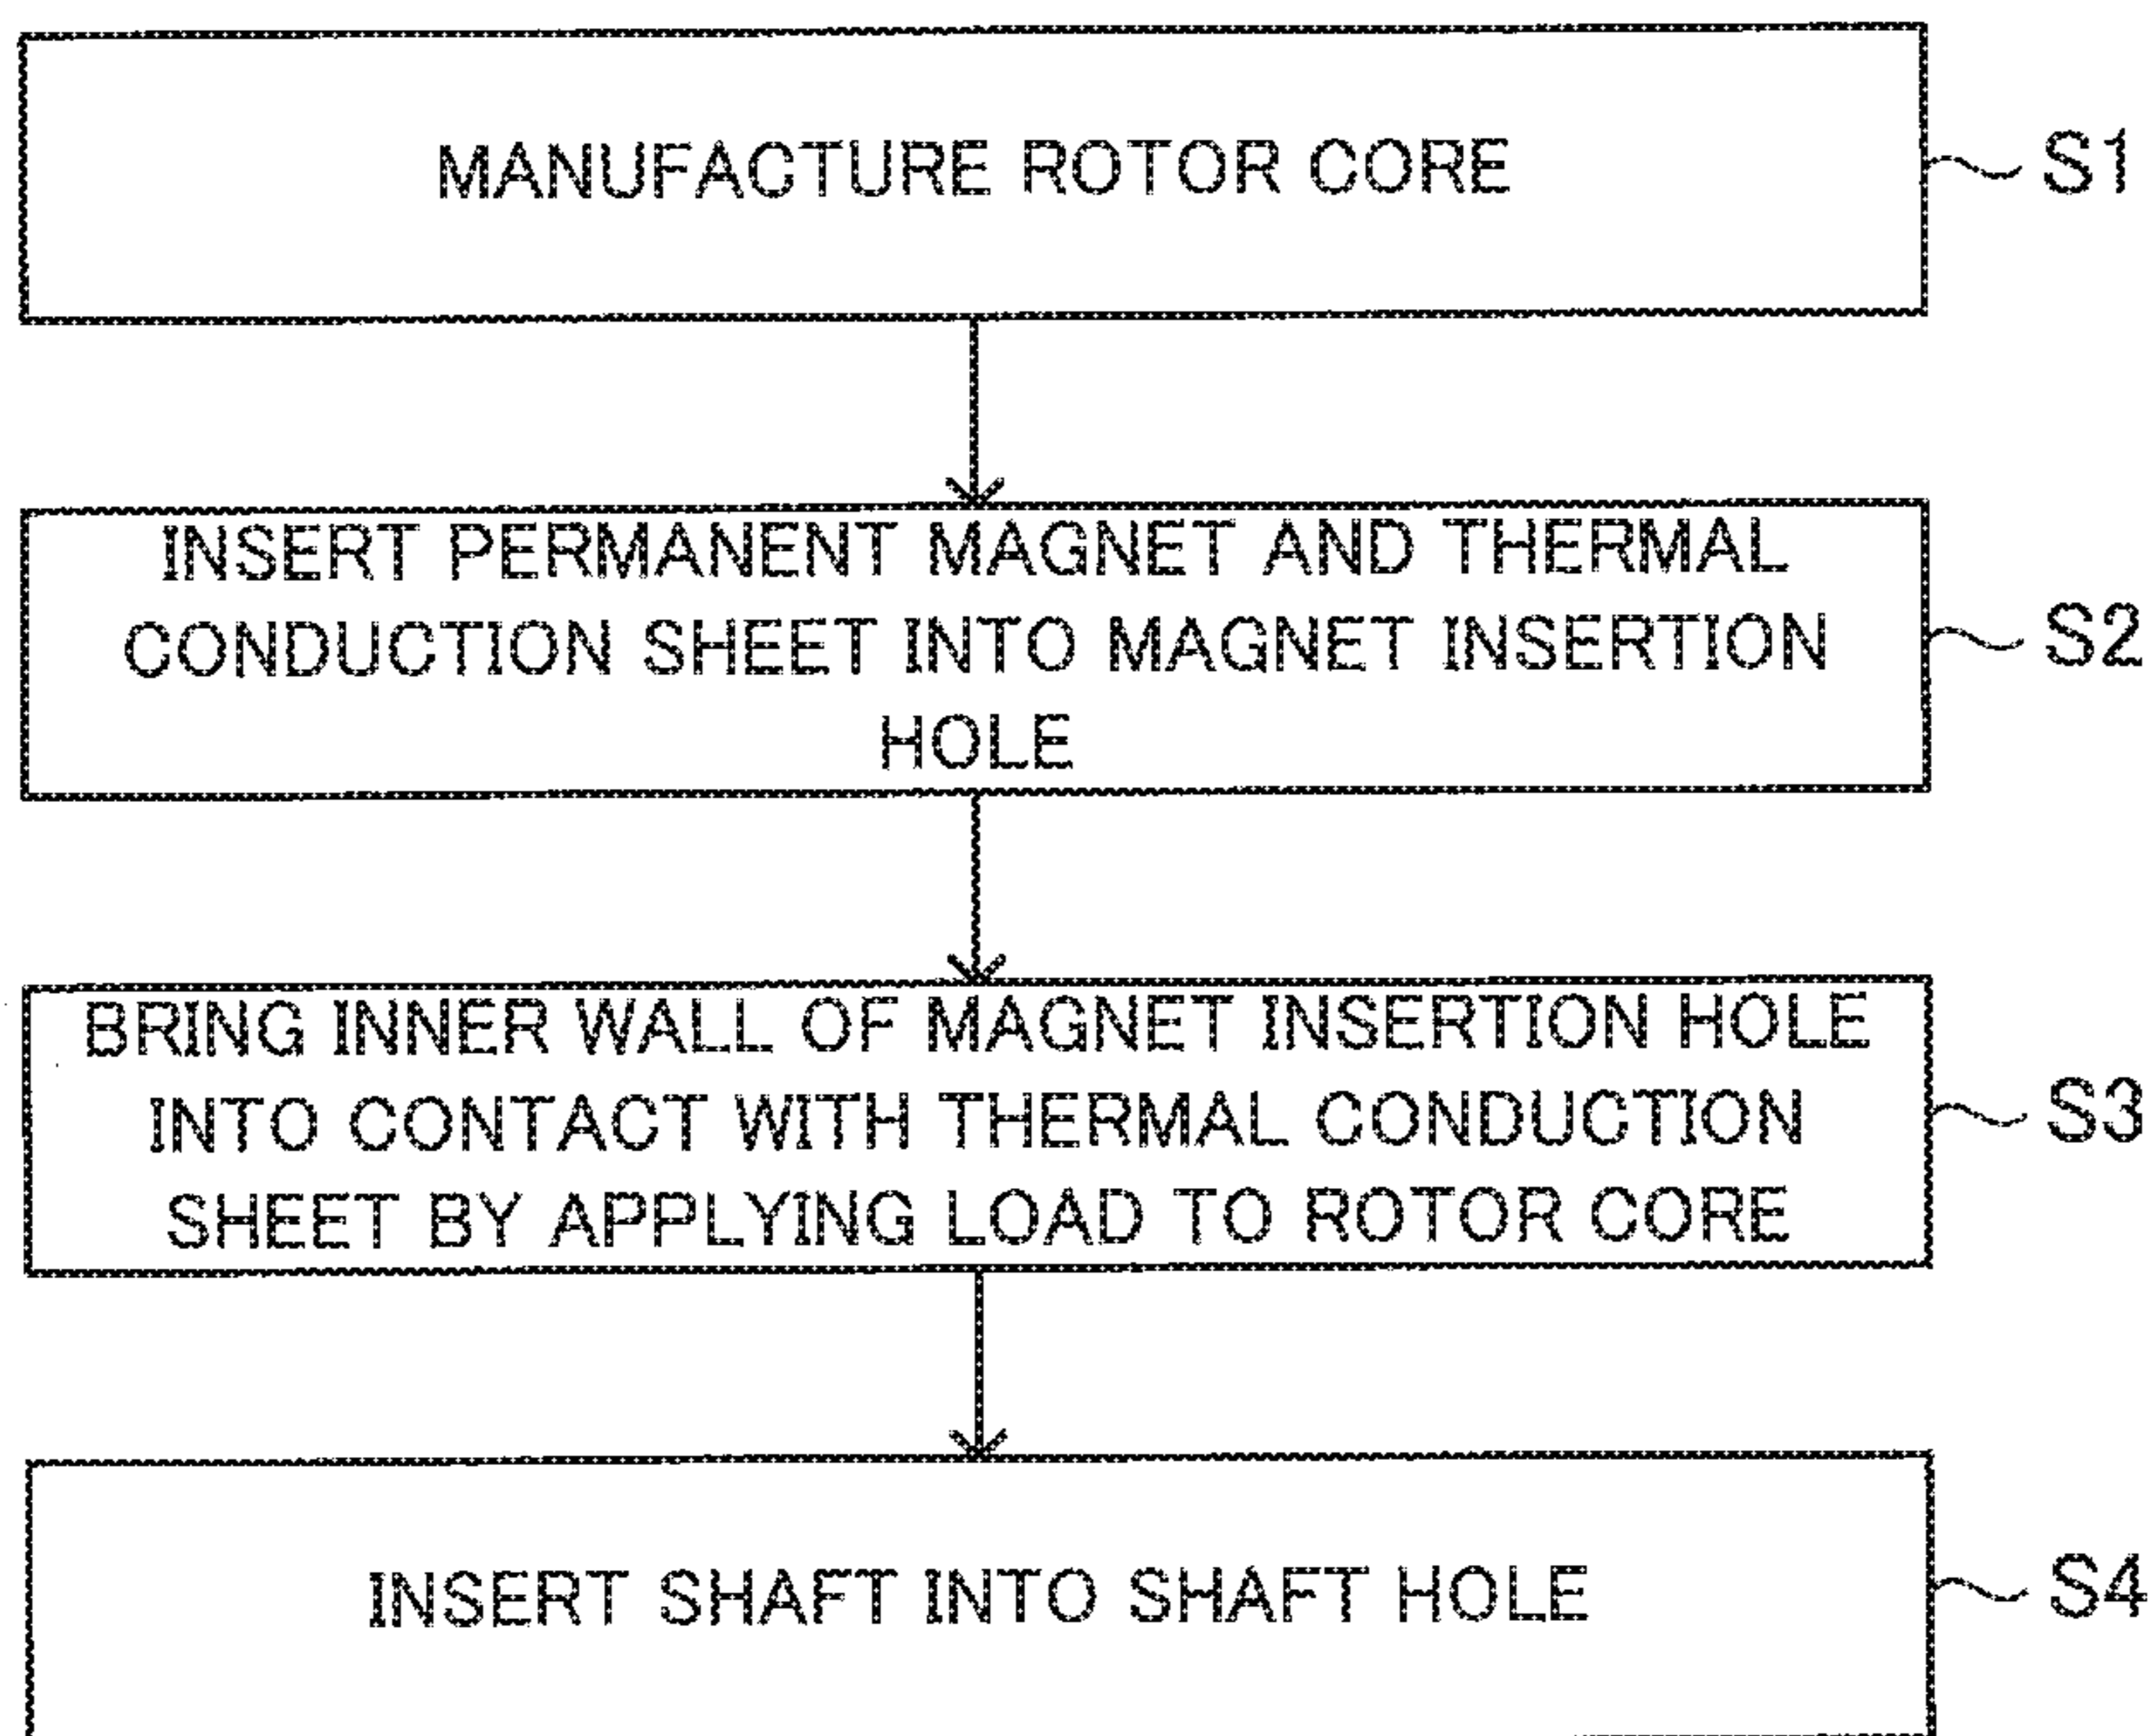 MANUFACTURE ROTOR CORE
S1
INSERT PERMANENT MAGNET AND THERMAL
CONDUCTION SHEET INTO MAGNET INSERTION
HOLE
S2
BRING INNER WALL OF MAGNET INSERTION HOLE
INTO CONTACT WITH THERMAL CONDUCTION
SHEET BY APPLYING LOAD TO ROTOR CORE
S3
INSERT SHAFT INTO SHAFT HOLE
S4